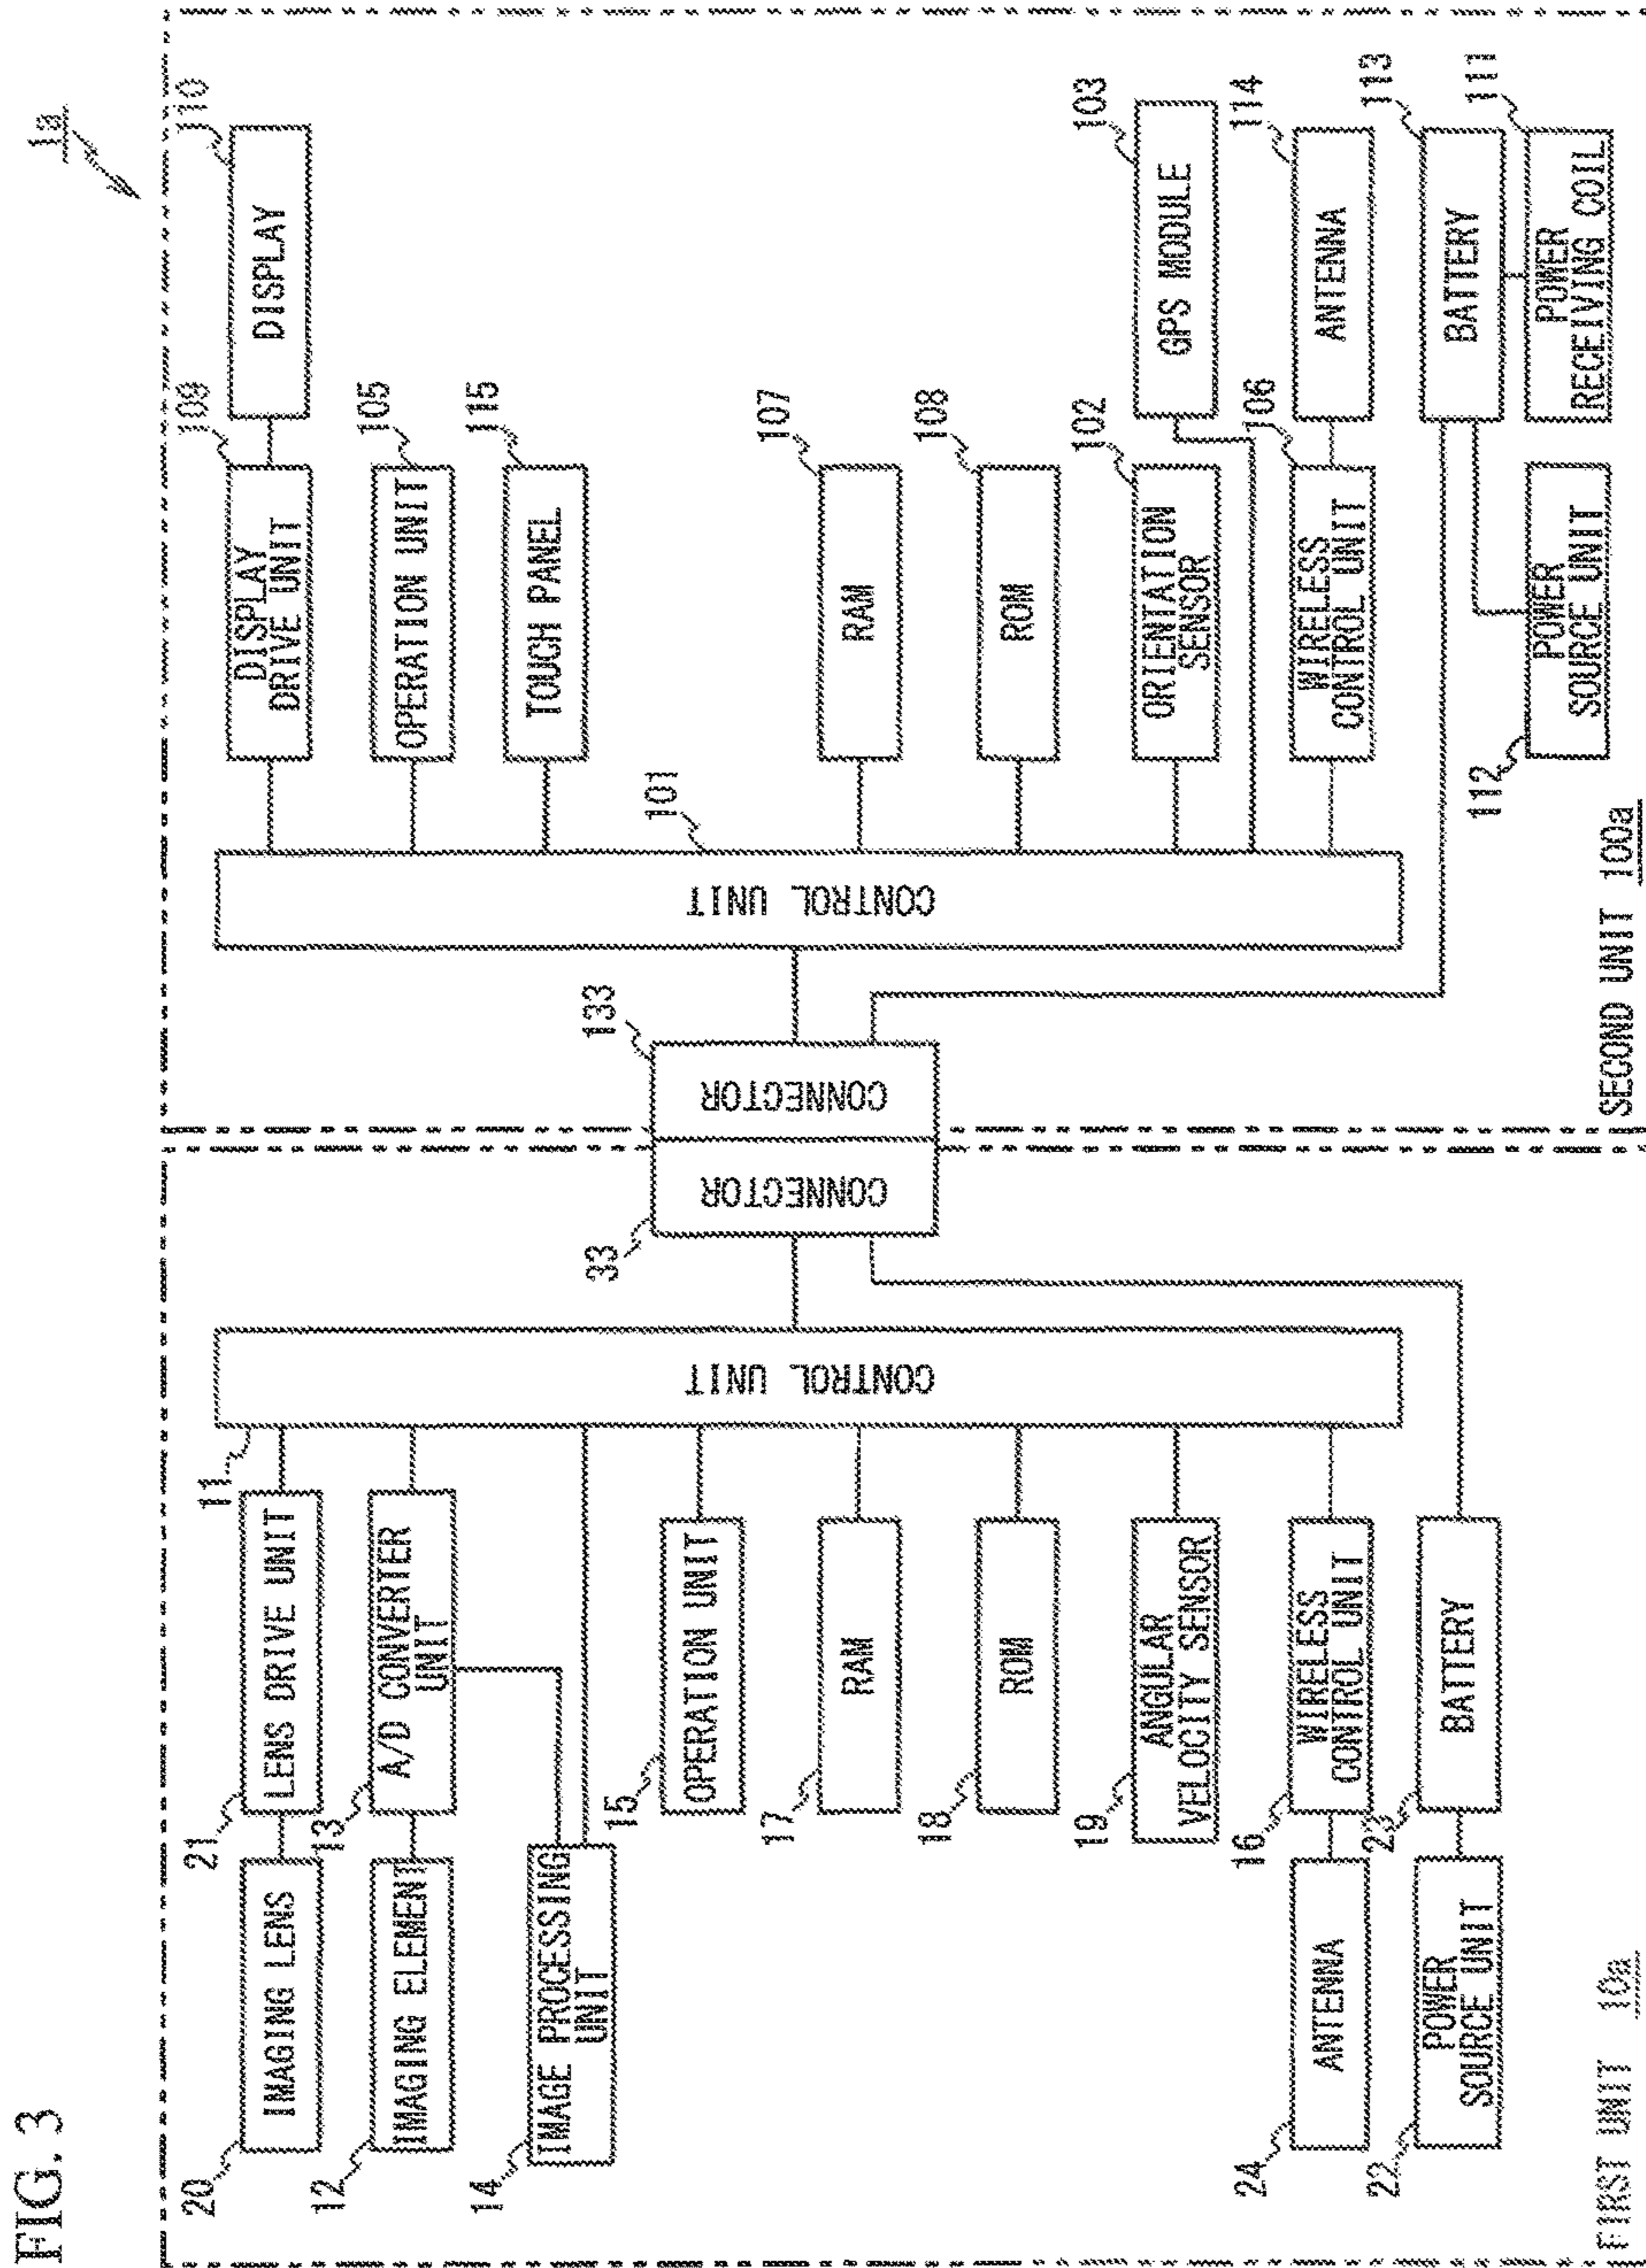 FIG. 3
1a
20
IMAGING LENS
21
LENS DRIVE UNIT
11
12
IMAGING ELEMENT
13
A/D CONVERTER
UNIT
14
IMAGE PROCESSING
UNIT
15
OPERATION UNIT
17
RAM
18
ROM
19
ANGULAR
VELOCITY SENSOR
24
ANTENNA
16
WIRELESS
CONTROL UNIT
22
POWER
SOURCE UNIT
23
BATTERY
CONTROL UNIT
33
CONNECTOR
FIRST UNIT 10a
133
CONNECTOR
CONTROL UNIT
101
109
DISPLAY
DRIVE UNIT
110
DISPLAY
105
OPERATION UNIT
115
TOUCH PANEL
107
RAM
108
ROM
102
ORIENTATION
SENSOR
103
GPS MODULE
106
WIRELESS
CONTROL UNIT
114
ANTENNA
113
BATTERY
112
POWER
SOURCE UNIT
111
POWER
RECEIVING COIL
SECOND UNIT 100a